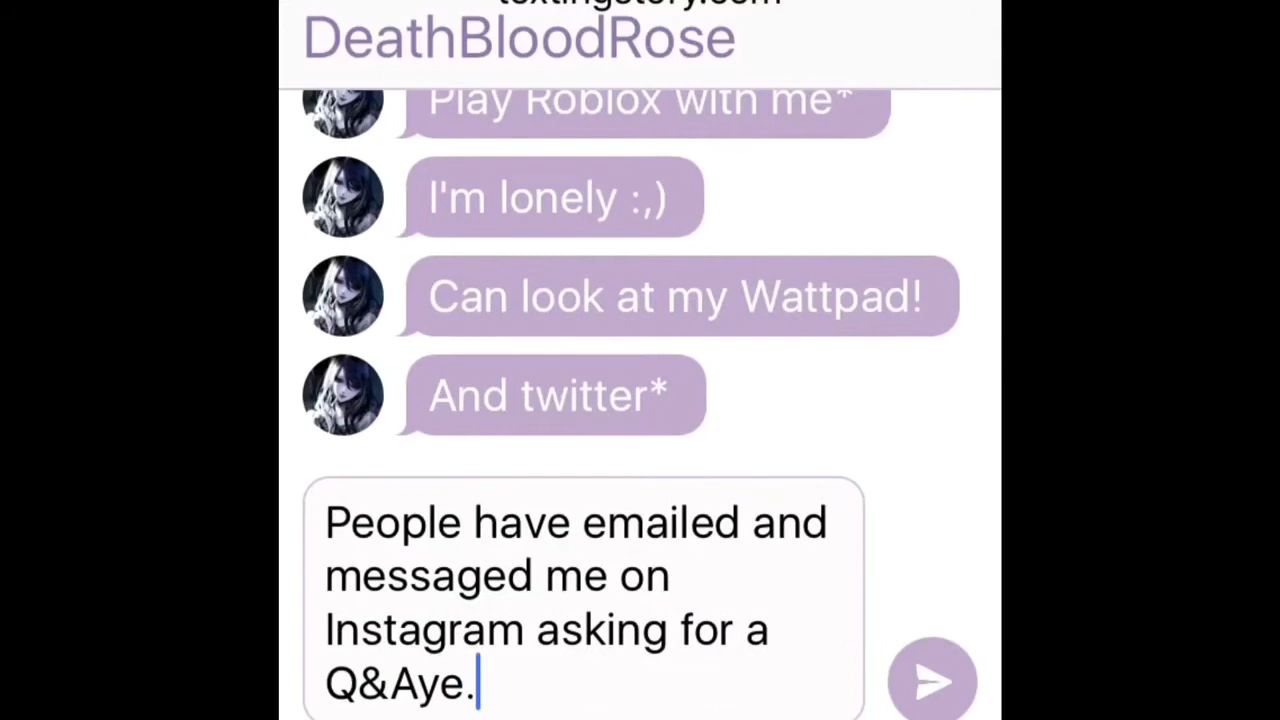 textingstory.com
DeathBloodRose
Play Roblox with me*
I'm lonely :,)
Can look at my Wattpad!
And twitter*
People have emailed and
messaged me on
Instagram asking for a
Q&Aye.